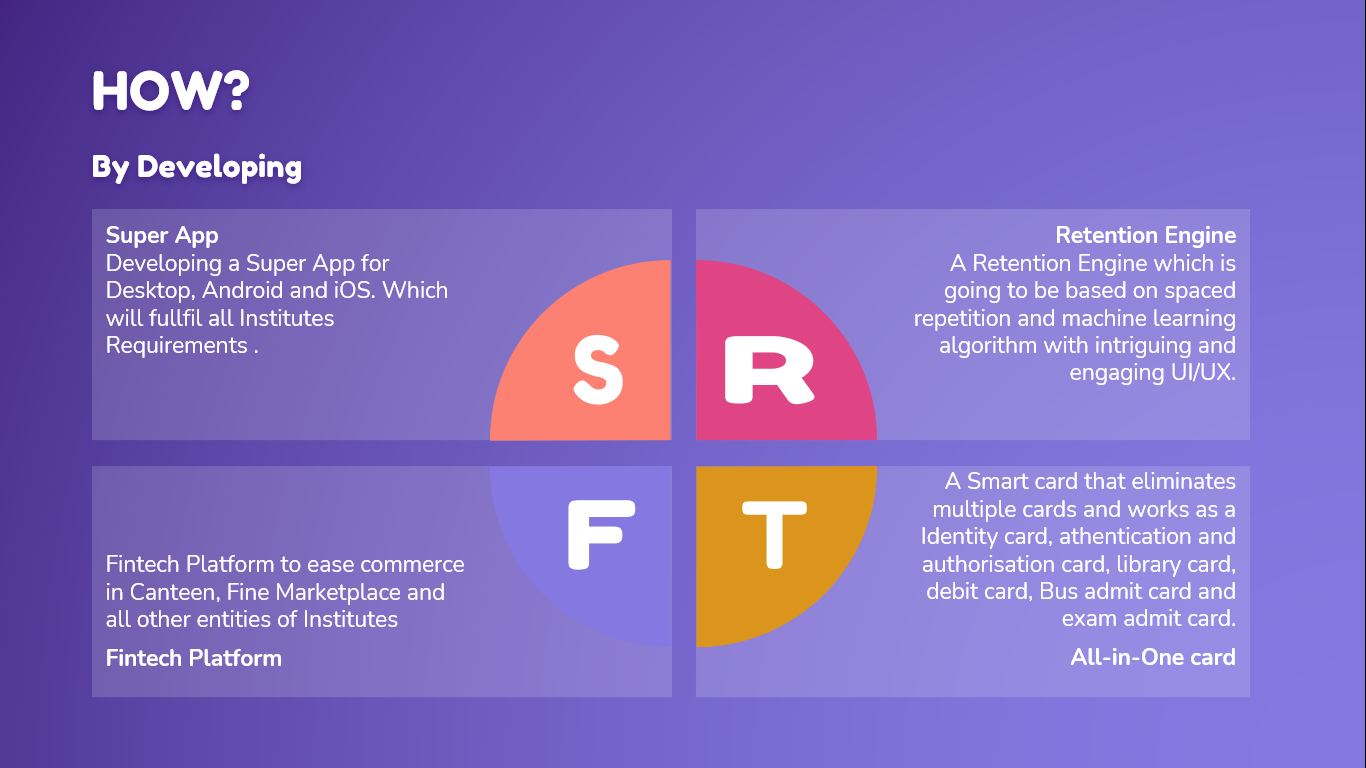 HOW?
By Developing
Super App
Developing a Super App for
Desktop, Android and iOS. Which
will fullfil all Institutes
Requirements .
S
Retention Engine
A Retention Engine which is
going to be based on spaced
repetition and machine learning
algorithm with intriguing and
engaging UI/UX.
R
Fintech Platform to ease commerce
in Canteen, Fine Marketplace and
all other entities of Institutes
Fintech Platform
F
T
A Smart card that eliminates
multiple cards and works as a
Identity card, athentication and
authorisation card, library card,
debit card, Bus admit card and
exam admit card.
All-in-One card